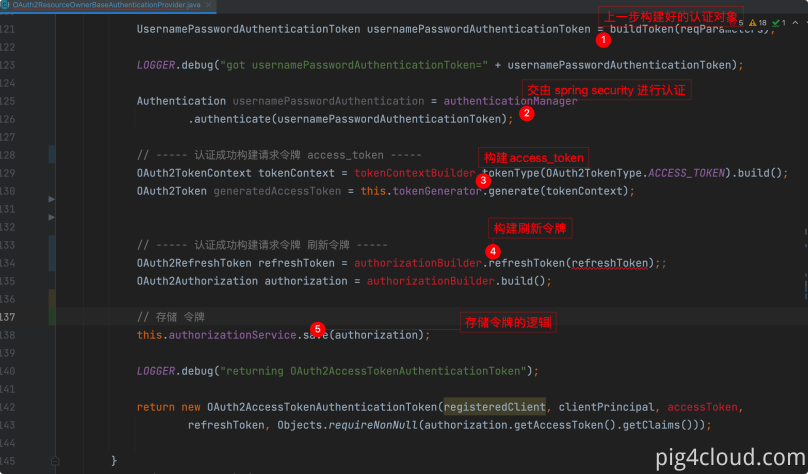 OAuth2ResourceOwnerBaseAuthenticationProvider.java
上一步构建好的认证对象
5 18 1
121 UsernamePasswordAuthenticationToken usernamePasswordAuthenticationToken = buildToken(reqParameters);
1
122
123 LOGGER.debug("got usernamePasswordAuthenticationToken=" + usernamePasswordAuthenticationToken);
124
交由 spring security 进行认证
125 Authentication usernamePasswordAuthentication = authenticationManager
126 .authenticate(usernamePasswordAuthenticationToken);
2
127
128 // ----- 认证成功构建请求令牌 access_token -----
构建access_token
129 OAuth2TokenContext tokenContext = tokenContextBuilder.tokenType(OAuth2TokenType.ACCESS_TOKEN).build();
3
130 OAuth2Token generatedAccessToken = this.tokenGenerator.generate(tokenContext);
131
132
构建刷新令牌
133 // ----- 认证成功构建请求令牌 刷新令牌 -----
4
134 OAuth2RefreshToken refreshToken = authorizationBuilder.refreshToken(refreshToken);;
135 OAuth2Authorization authorization = authorizationBuilder.build();
136
137 // 存储 令牌
存储令牌的逻辑
5
138 this.authorizationService.save(authorization);
139
140 LOGGER.debug("returning OAuth2AccessTokenAuthenticationToken");
141
142 return new OAuth2AccessTokenAuthenticationToken(registeredClient, clientPrincipal, accessToken,
143 refreshToken, Objects.requireNonNull(authorization.getAccessToken().getClaims()));
144
145 }
pig4cloud.com